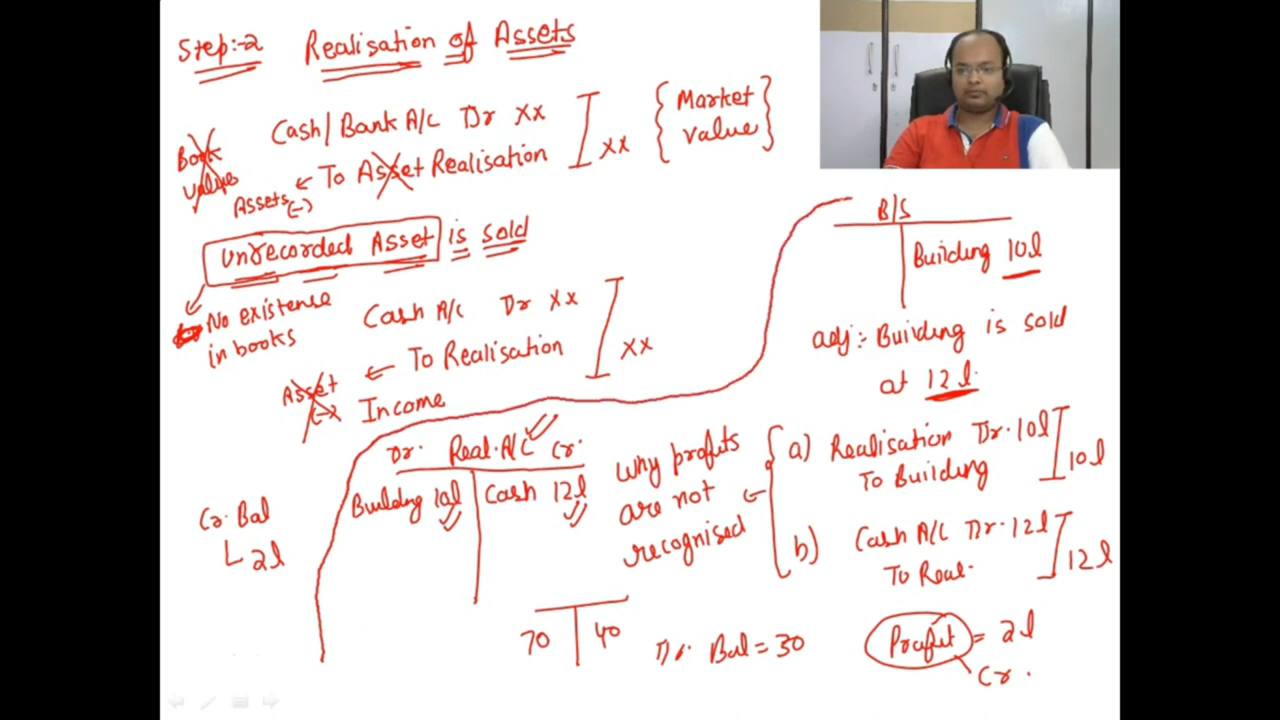 Step:-2 Realisation of Assets
Cash/Bank A/C Dr xx
To Asset Realisation xx
{Market value}
Book values
Assets (-)
Unrecorded Asset is sold
No existense
in books
Cash A/C Dr xx
To Realisation xx
Asset (-) Income
B/S
Building 10l
adj:- Building is sold
at 12l.
Dr. Real. A/C Cr.
Building 10l Cash 12l
Cr. Bal
2l
why profits
are not
recognised
a) Realisation Dr. 10l
To Building 10l
b) Cash A/C Dr. 12l
To Real. 12l
70 40
Dr. Bal = 30
Profit = 2l
Cr.